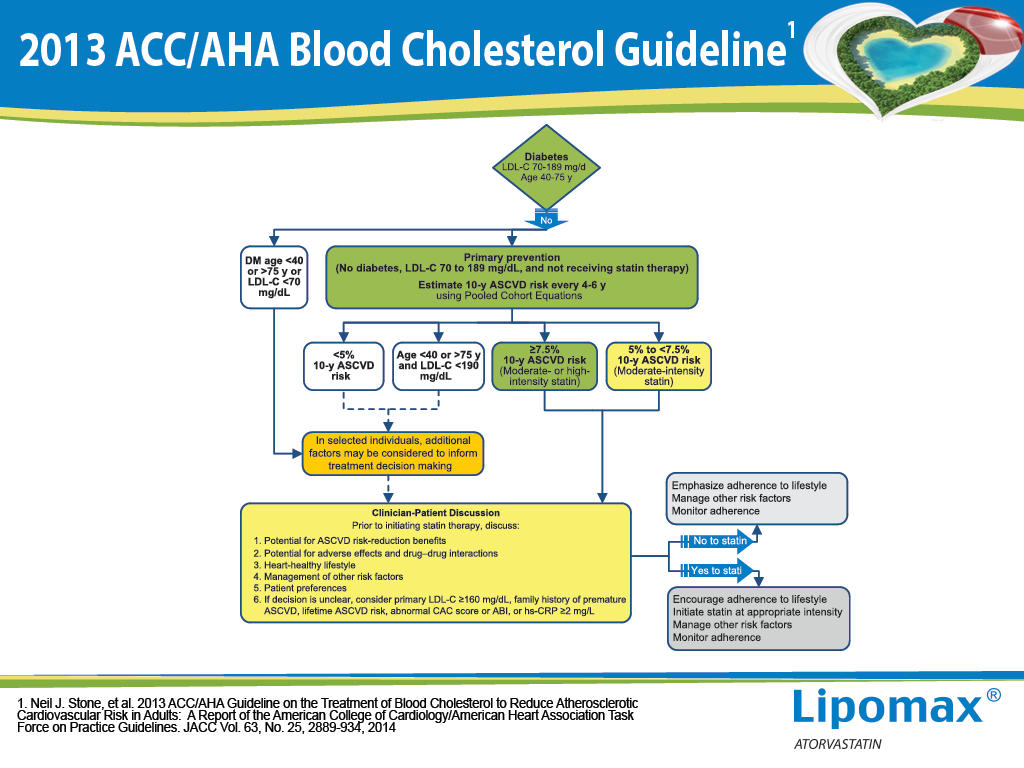 2013 ACC/AHA Blood Cholesterol Guideline1
Diabetes
LDL-C 70-189 mg/d
Age 40-75 y
No
DM age <40
or >75 y or
LDL-C <70
mg/dL
Primary prevention
(No diabetes, LDL-C 70 to 189 mg/dL, and not receiving statin therapy)
Estimate 10-y ASCVD risk every 4-6 y
using Pooled Cohort Equations
<5%
10-y ASCVD
risk
Age <40 or >75 y
and LDL-C <190
mg/dL
≥7.5%
10-y ASCVD risk
(Moderate- or high-
intensity statin)
5% to <7.5%
10-y ASCVD risk
(Moderate-intensity
statin)
In selected individuals, additional
factors may be considered to inform
treatment decision making
Clinician-Patient Discussion
Prior to initiating statin therapy, discuss:
1. Potential for ASCVD risk-reduction benefits
2. Potential for adverse effects and drug–drug interactions
3. Heart-healthy lifestyle
4. Management of other risk factors
5. Patient preferences
6. If decision is unclear, consider primary LDL-C ≥160 mg/dL, family history of premature
ASCVD, lifetime ASCVD risk, abnormal CAC score or ABI, or hs-CRP ≥2 mg/L
Emphasize adherence to lifestyle
Manage other risk factors
Monitor adherence
No to statin
Yes to stati
Encourage adherence to lifestyle
Initiate statin at appropriate intensity
Manage other risk factors
Monitor adherence
1. Neil J. Stone, et al. 2013 ACC/AHA Guideline on the Treatment of Blood Cholesterol to Reduce Atherosclerotic
Cardiovascular Risk in Adults: A Report of the American College of Cardiology/American Heart Association Task
Force on Practice Guidelines. JACC Vol. 63, No. 25, 2889-934, 2014
Lipomax®
ATORVASTATIN